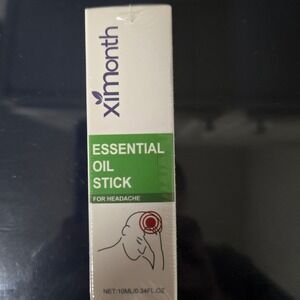 ximonth
ESSENTIAL
OIL
STICK
FOR HEADACHE
NET:10ML/0.34FL.OZ